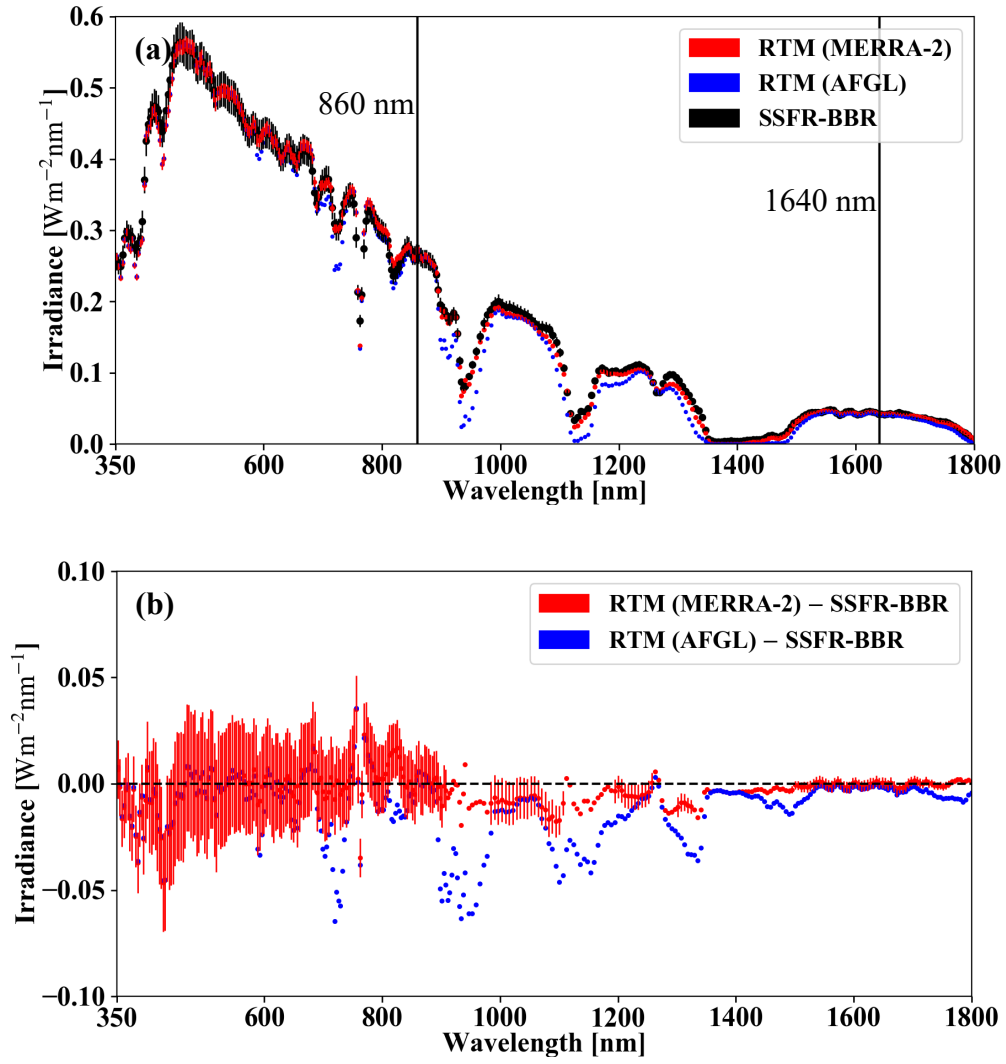 (a)
RTM (MERRA-2)
RTM (AFGL)
SSFR-BBR
860 nm
1640 nm
Irradiance [Wm⁻²nm⁻¹]
0.6
0.5
0.4
0.3
0.2
0.1
0.0
350 600 800 1000 1200 1400 1600 1800
Wavelength [nm]
(b)
RTM (MERRA-2) – SSFR-BBR
RTM (AFGL) – SSFR-BBR
Irradiance [Wm⁻²nm⁻¹]
0.10
0.05
0.00
−0.05
−0.10
350 600 800 1000 1200 1400 1600 1800
Wavelength [nm]